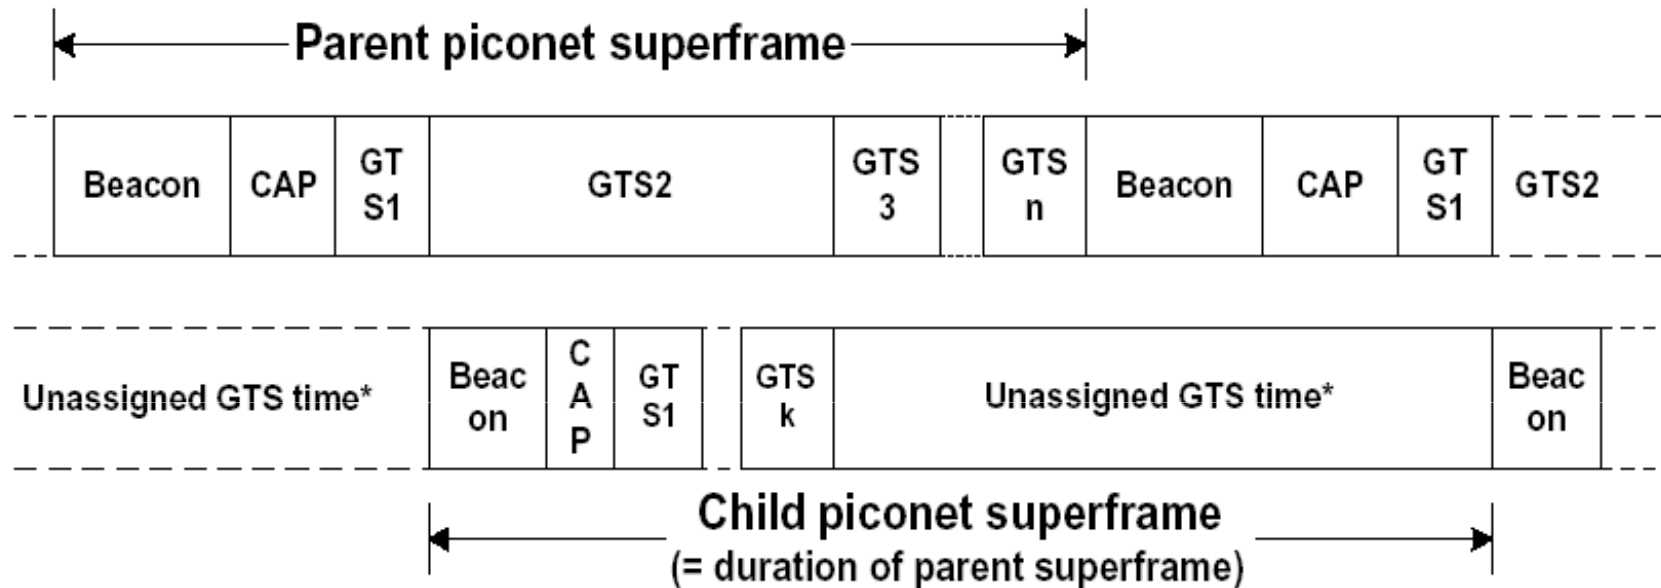 Parent piconet superframe
Beacon
CAP
GT
S1
GTS2
GTS
3
GTS
n
Beacon
CAP
GT
S1
GTS2
Unassigned GTS time*
Beac
on
C
A
P
GT
S1
GTS
k
Unassigned GTS time*
Beac
on
Child piconet superframe
(= duration of parent superframe)